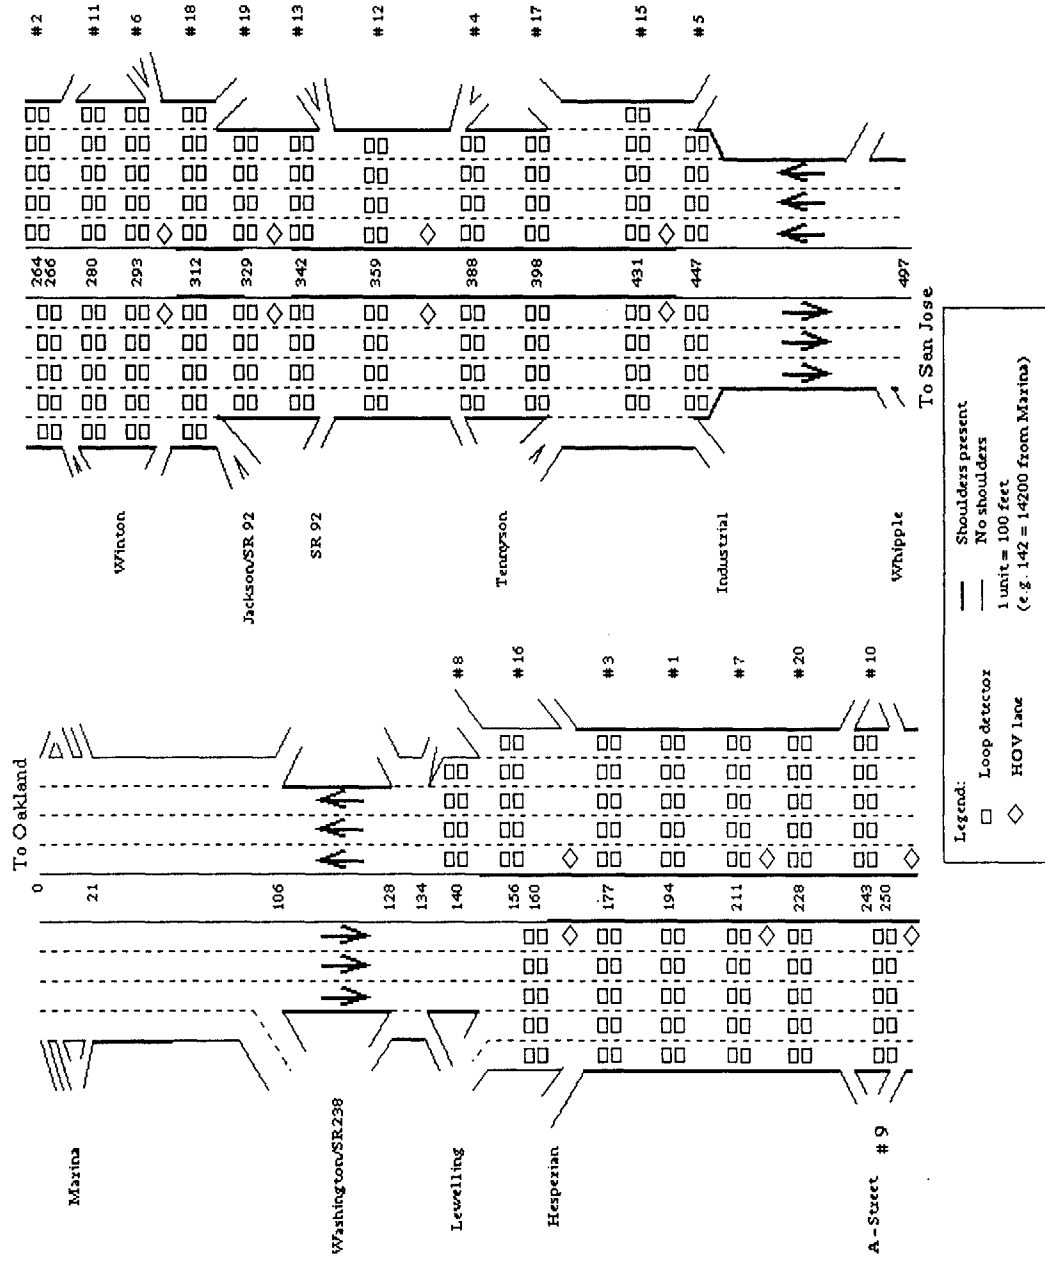 To Oakland
0
21
106
128
134
140
156
160
177
194
211
228
243
250
# 8
# 16
# 3
# 1
# 7
# 20
# 10
# 9
Marina
Washington/SR238
Lewelling
Hesperian
A - Street
# 2
# 11
# 6
# 18
# 19
# 13
# 12
# 4
# 17
# 15
# 5
264
266
280
293
312
329
342
359
388
398
431
447
497
Winton
Jackson/SR 92
SR 92
Tennyson
Industrial
Whipple
To San Jose
Legend:
Loop detector
HOV lane
Shoulders present
No shoulders
1 unit = 100 feet
(e.g. 142 = 14200 from Marina)